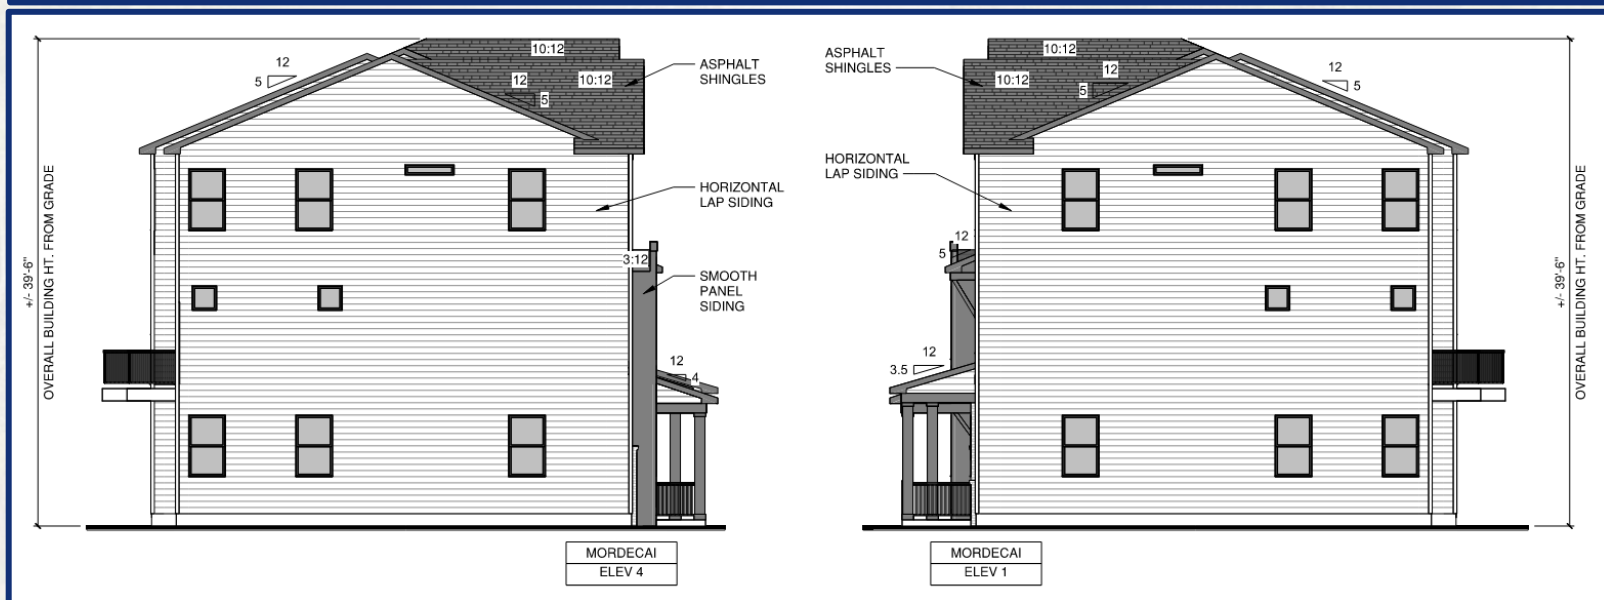 12
5
10:12
10:12
12
5
ASPHALT
SHINGLES
HORIZONTAL
LAP SIDING
3:12
SMOOTH
PANEL
SIDING
12
4
+/- 39'-6"
OVERALL BUILDING HT. FROM GRADE
MORDECAI
ELEV 4
ASPHALT
SHINGLES
10:12
10:12
12
5
12
5
HORIZONTAL
LAP SIDING
12
5
12
3.5
+/- 39'-6"
OVERALL BUILDING HT. FROM GRADE
MORDECAI
ELEV 1